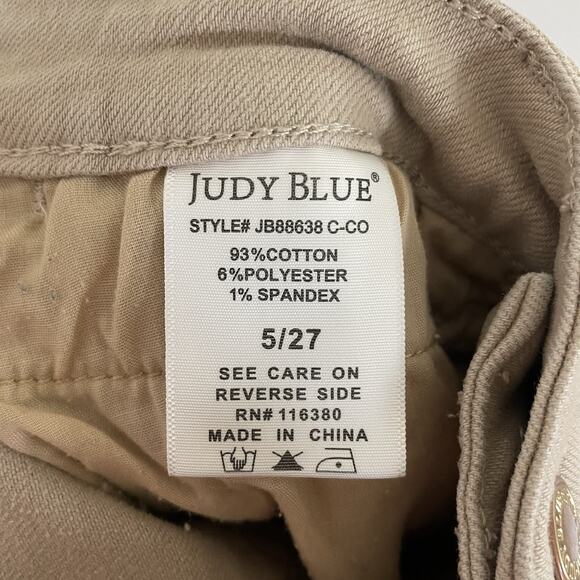 JUDY BLUE®
STYLE# JB88638 C-CO
93%COTTON
6%POLYESTER
1% SPANDEX
5/27
SEE CARE ON
REVERSE SIDE
RN# 116380
MADE IN CHINA